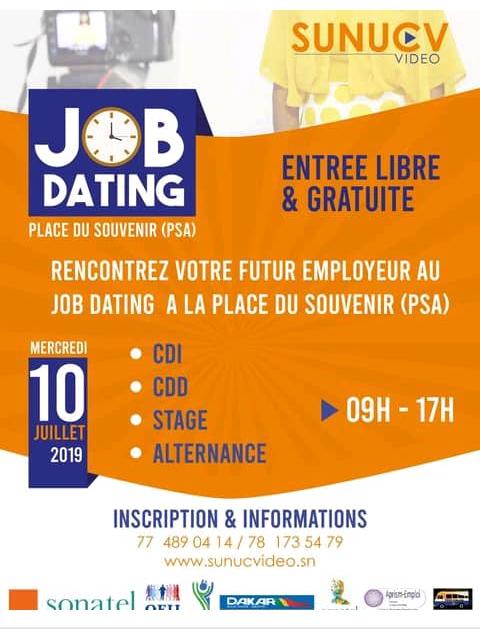 SUNUCV
VIDEO
JOB
DATING
PLACE DU SOUVENIR (PSA)
ENTREE LIBRE
& GRATUITE
RENCONTREZ VOTRE FUTUR EMPLOYEUR AU
JOB DATING A LA PLACE DU SOUVENIR (PSA)
MERCREDI
10
JUILLET
2019
CDI
CDD
STAGE
ALTERNANCE
09H - 17H
INSCRIPTION & INFORMATIONS
77 489 04 14 / 78 173 54 79
www.sunucvideo.sn
sonatel
DAKAR
Aprism-Emploi